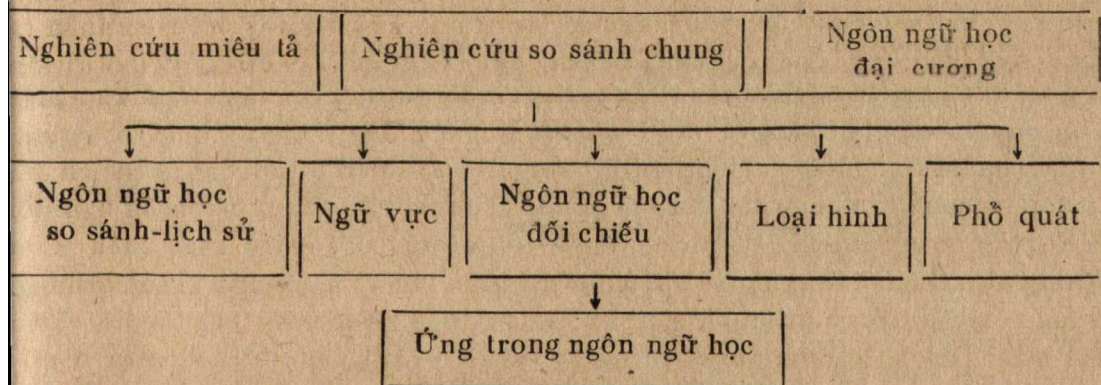 Nghiên cứu miêu tả
Nghiên cứu so sánh chung
Ngôn ngữ học
đại cương
Ngôn ngữ học
so sánh-lịch sử
Ngữ vực
Ngôn ngữ học
đối chiếu
Loại hình
Phổ quát
Ứng trong ngôn ngữ học